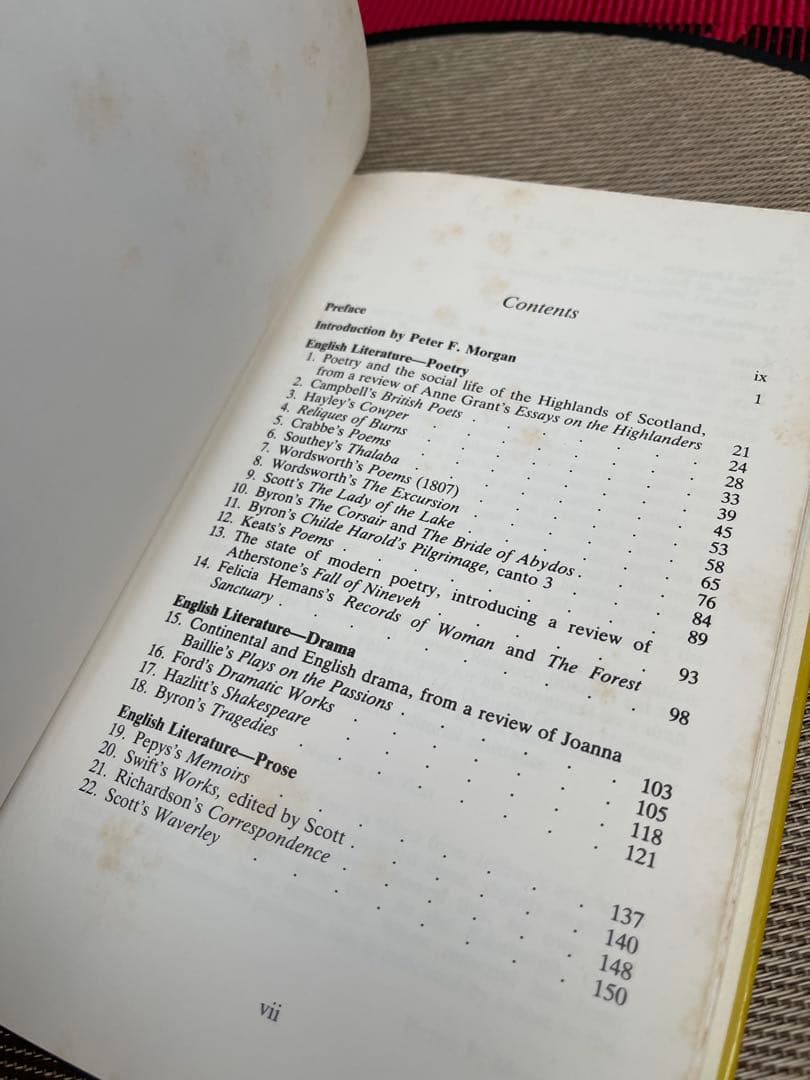 Contents
Preface ix
Introduction by Peter F. Morgan 1
English Literature—Poetry
1. Poetry and the social life of the Highlands of Scotland,
from a review of Anne Grant's Essays on the Highlanders 21
2. Campbell's British Poets . . . . . . . 24
3. Hayley's Cowper . . . . . . . 28
4. Reliques of Burns . . . . . . . 33
5. Crabbe's Poems . . . . . . . 39
6. Southey's Thalaba . . . . . . . 45
7. Wordsworth's Poems (1807) . . . . . . 53
8. Wordsworth's The Excursion . . . . . . 58
9. Scott's The Lady of the Lake . . . . . . 65
10. Byron's The Corsair and The Bride of Abydos . . . 76
11. Byron's Childe Harold's Pilgrimage, canto 3 . . . 84
12. Keats's Poems . . . . . . . 89
13. The state of modern poetry, introducing a review of
Atherstone's Fall of Nineveh . . . . . . 93
14. Felicia Hemans's Records of Woman and The Forest
Sanctuary . . . . . . . . 98
English Literature—Drama
15. Continental and English drama, from a review of Joanna
Baillie's Plays on the Passions . . . . . . 103
16. Ford's Dramatic Works . . . . . . 105
17. Hazlitt's Shakespeare . . . . . . 118
18. Byron's Tragedies . . . . . . . 121
English Literature—Prose
19. Pepys's Memoirs . . . . . . . 137
20. Swift's Works, edited by Scott . . . . . . 140
21. Richardson's Correspondence . . . . . . 148
22. Scott's Waverley . . . . . . . 150
vii